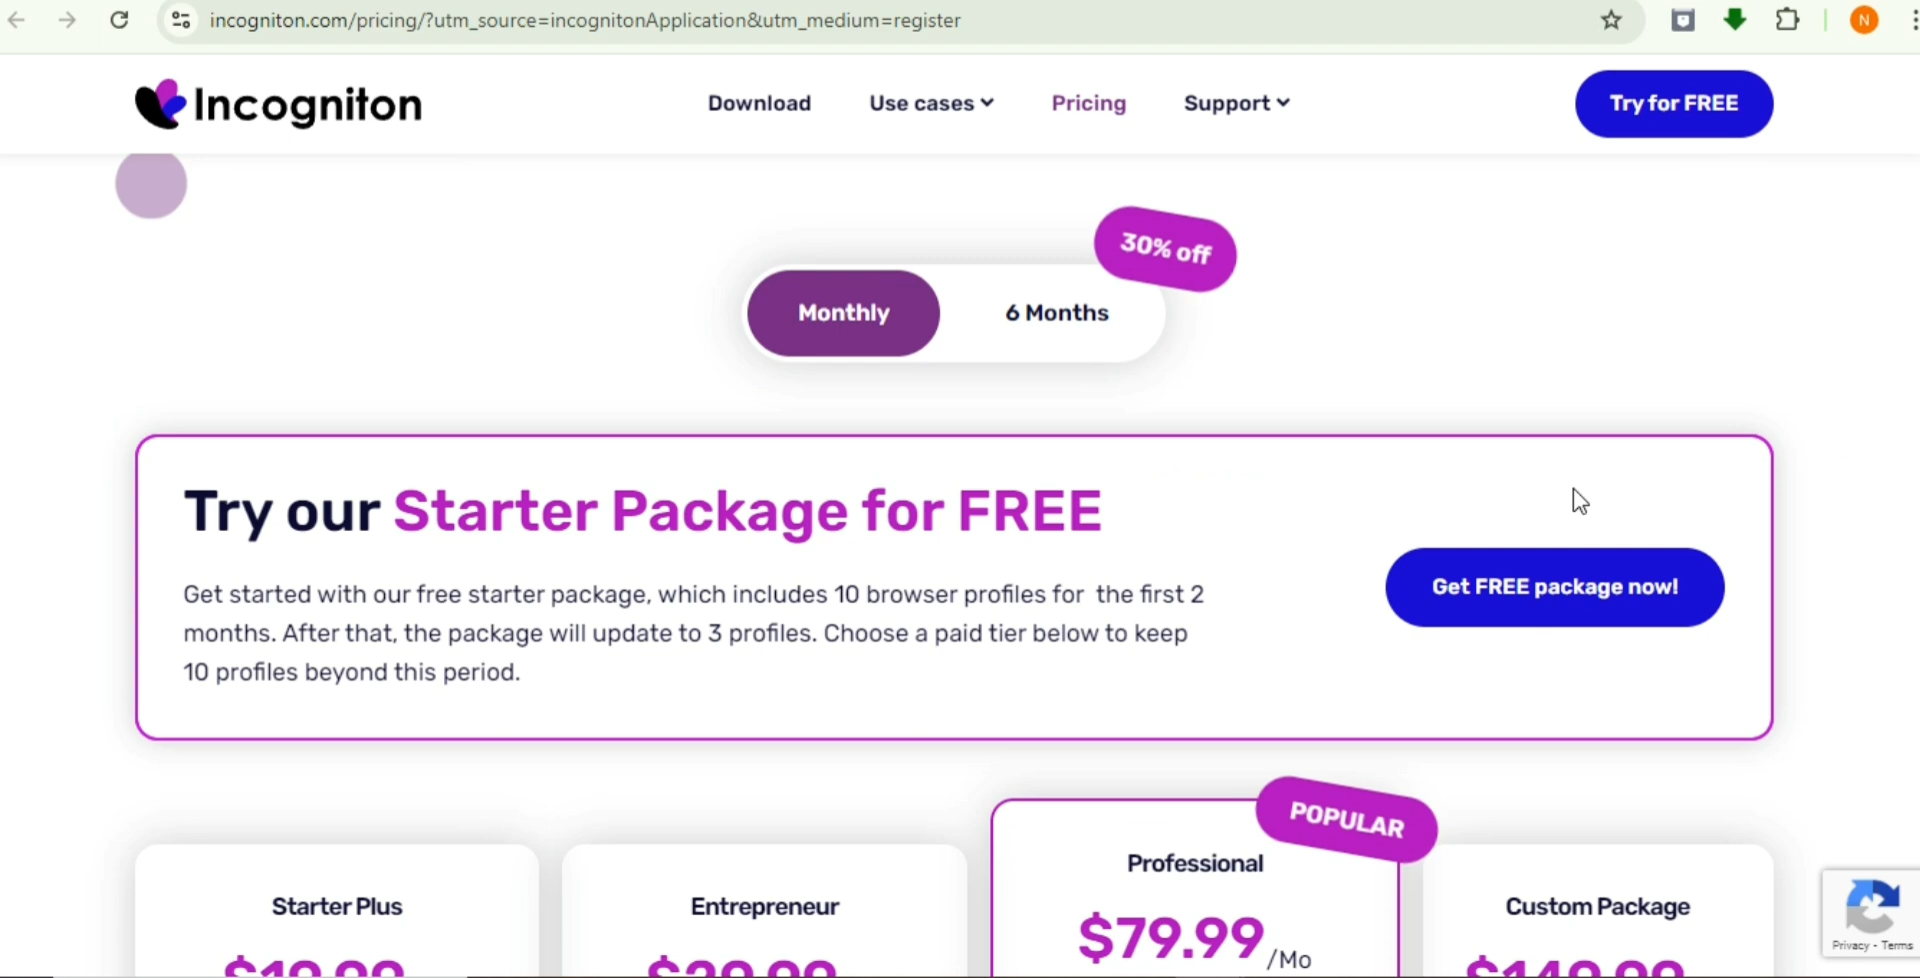 incogniton.com/pricing/?utm_source=incognitonApplication&utm_medium=register
N
Incogniton
Download
Use cases
Pricing
Support
Try for FREE
30% off
Monthly
6 Months
Try our Starter Package for FREE
Get started with our free starter package, which includes 10 browser profiles for the first 2
months. After that, the package will update to 3 profiles. Choose a paid tier below to keep
10 profiles beyond this period.
Get FREE package now!
POPULAR
Starter Plus
Entrepreneur
Professional
$79.99 /Mo
Custom Package
Privacy - Terms